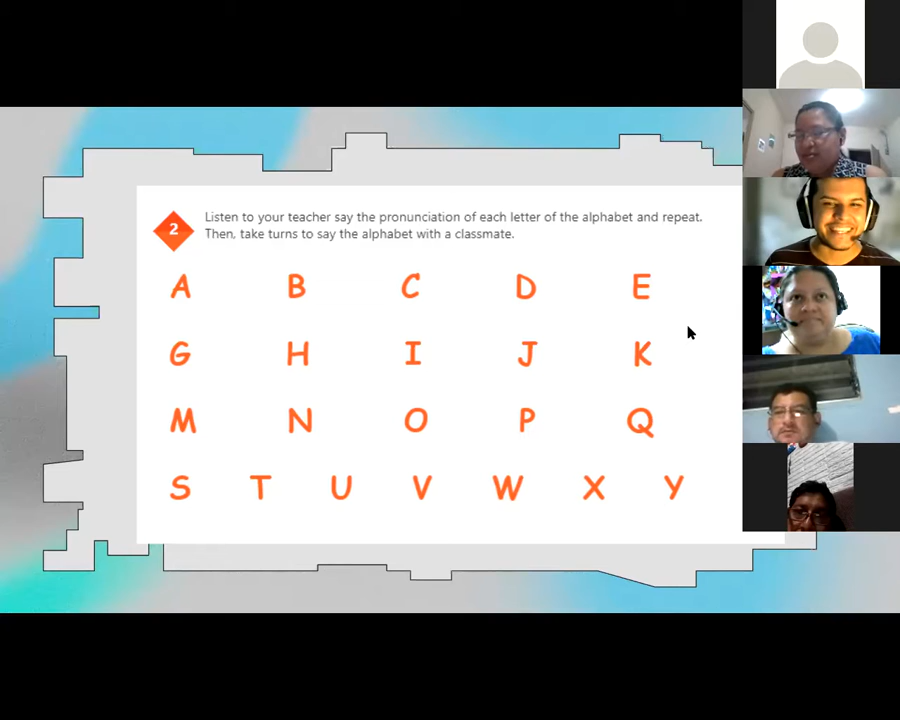 2
Listen to your teacher say the pronunciation of each letter of the alphabet and repeat.
Then, take turns to say the alphabet with a classmate.
A B C D E
G H I J K
M N O P Q
S T U V W X Y